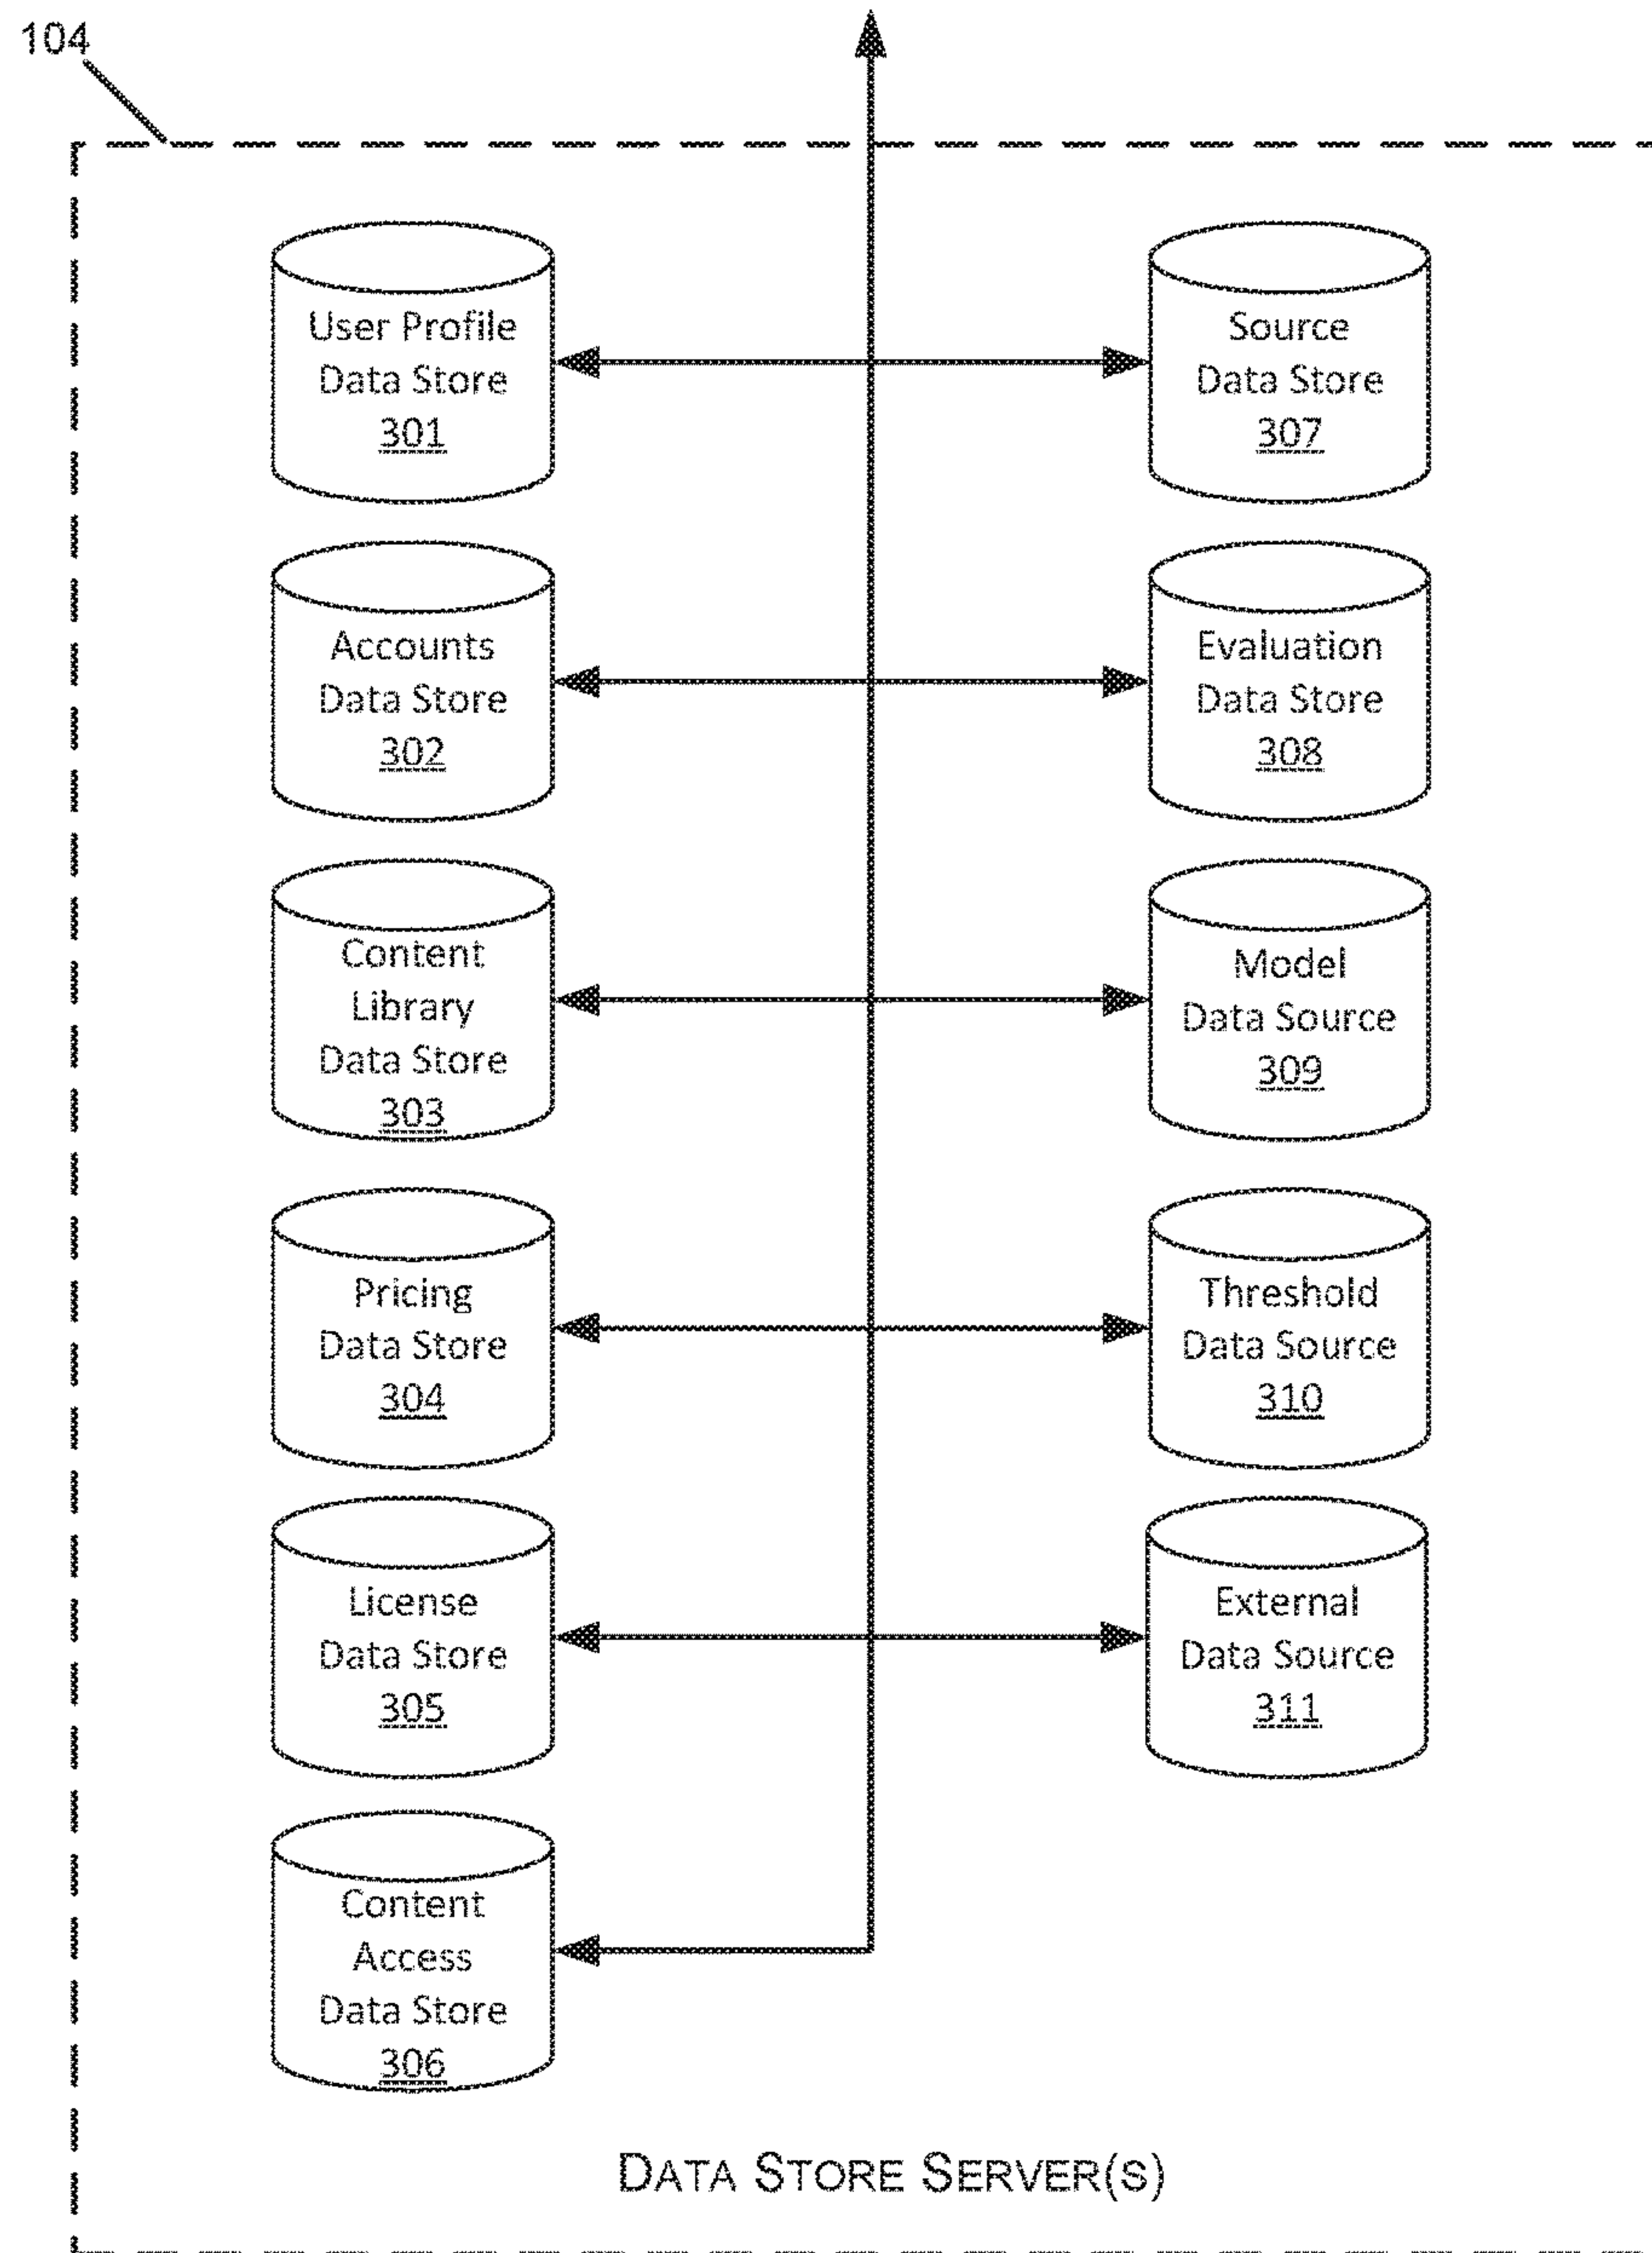 104
User Profile
Data Store
301
Source
Data Store
307
Accounts
Data Store
302
Evaluation
Data Store
308
Content
Library
Data Store
303
Model
Data Source
309
Pricing
Data Store
304
Threshold
Data Source
310
License
Data Store
305
External
Data Source
311
Content
Access
Data Store
306
DATA STORE SERVER(S)